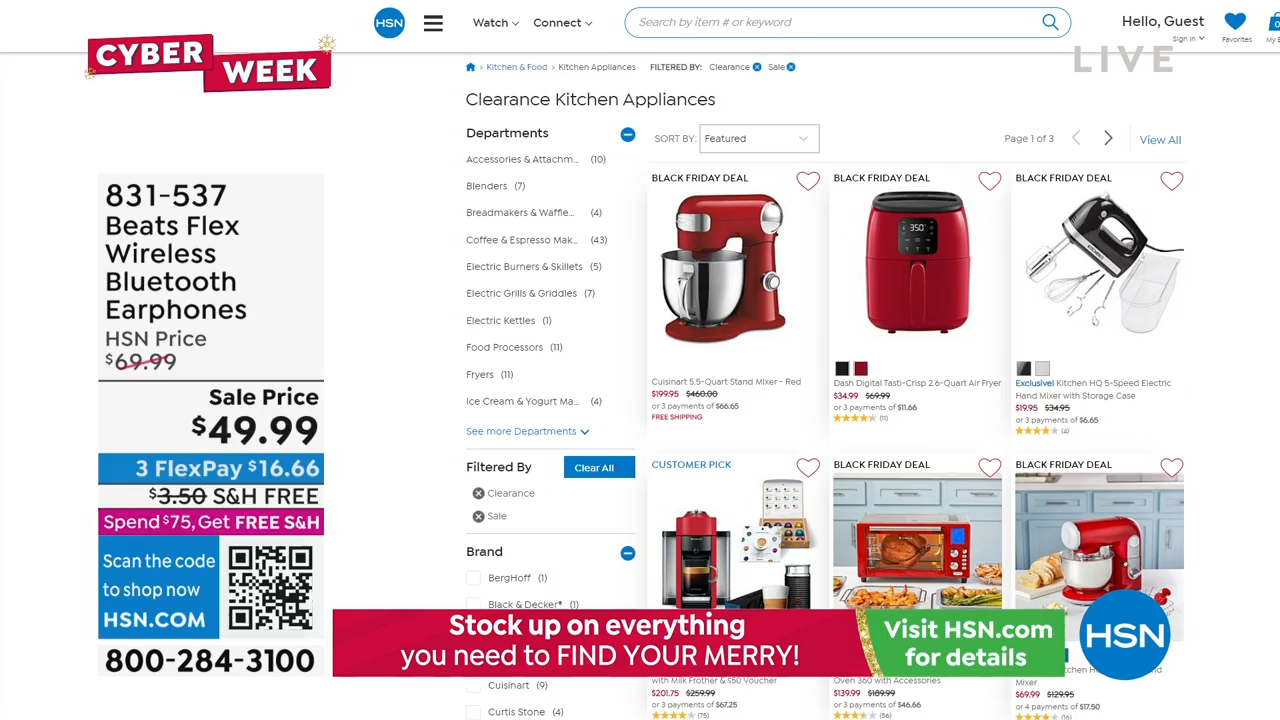 HSN
Watch
Connect
Search by item # or keyword
Hello, Guest
Sign In
Favorites
0
LIVE
CYBER
WEEK
Kitchen & Food > Kitchen Appliances
FILTERED BY: Clearance Sale
Clearance Kitchen Appliances
831-537
Beats Flex
Wireless
Bluetooth
Earphones
HSN Price
$69.99
Sale Price
$49.99
3 FlexPay $16.66
$3.50 S&H FREE
Spend $75, Get FREE S&H
Scan the code
to shop now
HSN.COM
800-284-3100
Departments
Accessories & Attachm... (10)
Blenders (7)
Breadmakers & Waffle... (4)
Coffee & Espresso Mak... (43)
Electric Burners & Skillets (5)
Electric Grills & Griddles (7)
Electric Kettles (1)
Food Processors (11)
Fryers (11)
Ice Cream & Yogurt Ma... (4)
See more Departments
Filtered By
Clear All
Clearance
Sale
Brand
BergHoff (1)
Black & Decker® (1)
Cuisinart (9)
Curtis Stone (4)
SORT BY: Featured
Page 1 of 3
View All
BLACK FRIDAY DEAL
Cuisinart 5.5-Quart Stand Mixer - Red
$199.95 $460.00
or 3 payments of $66.65
FREE SHIPPING
BLACK FRIDAY DEAL
350°
Dash Digital Tasti-Crisp 2.6-Quart Air Fryer
$34.99 $69.99
or 3 payments of $11.66
(11)
BLACK FRIDAY DEAL
Exclusive! Kitchen HQ 5-Speed Electric
Hand Mixer with Storage Case
$19.95 $34.95
or 3 payments of $6.65
(4)
CUSTOMER PICK
with Milk Frother & $50 Voucher
$201.75 $259.99
or 3 payments of $67.25
(75)
BLACK FRIDAY DEAL
Oven 360 with Accessories
$139.99 $189.99
or 3 payments of $46.66
(56)
BLACK FRIDAY DEAL
Mixer
$69.99 $129.95
or 4 payments of $17.50
(16)
Stock up on everything
you need to FIND YOUR MERRY!
Visit HSN.com
for details
HSN